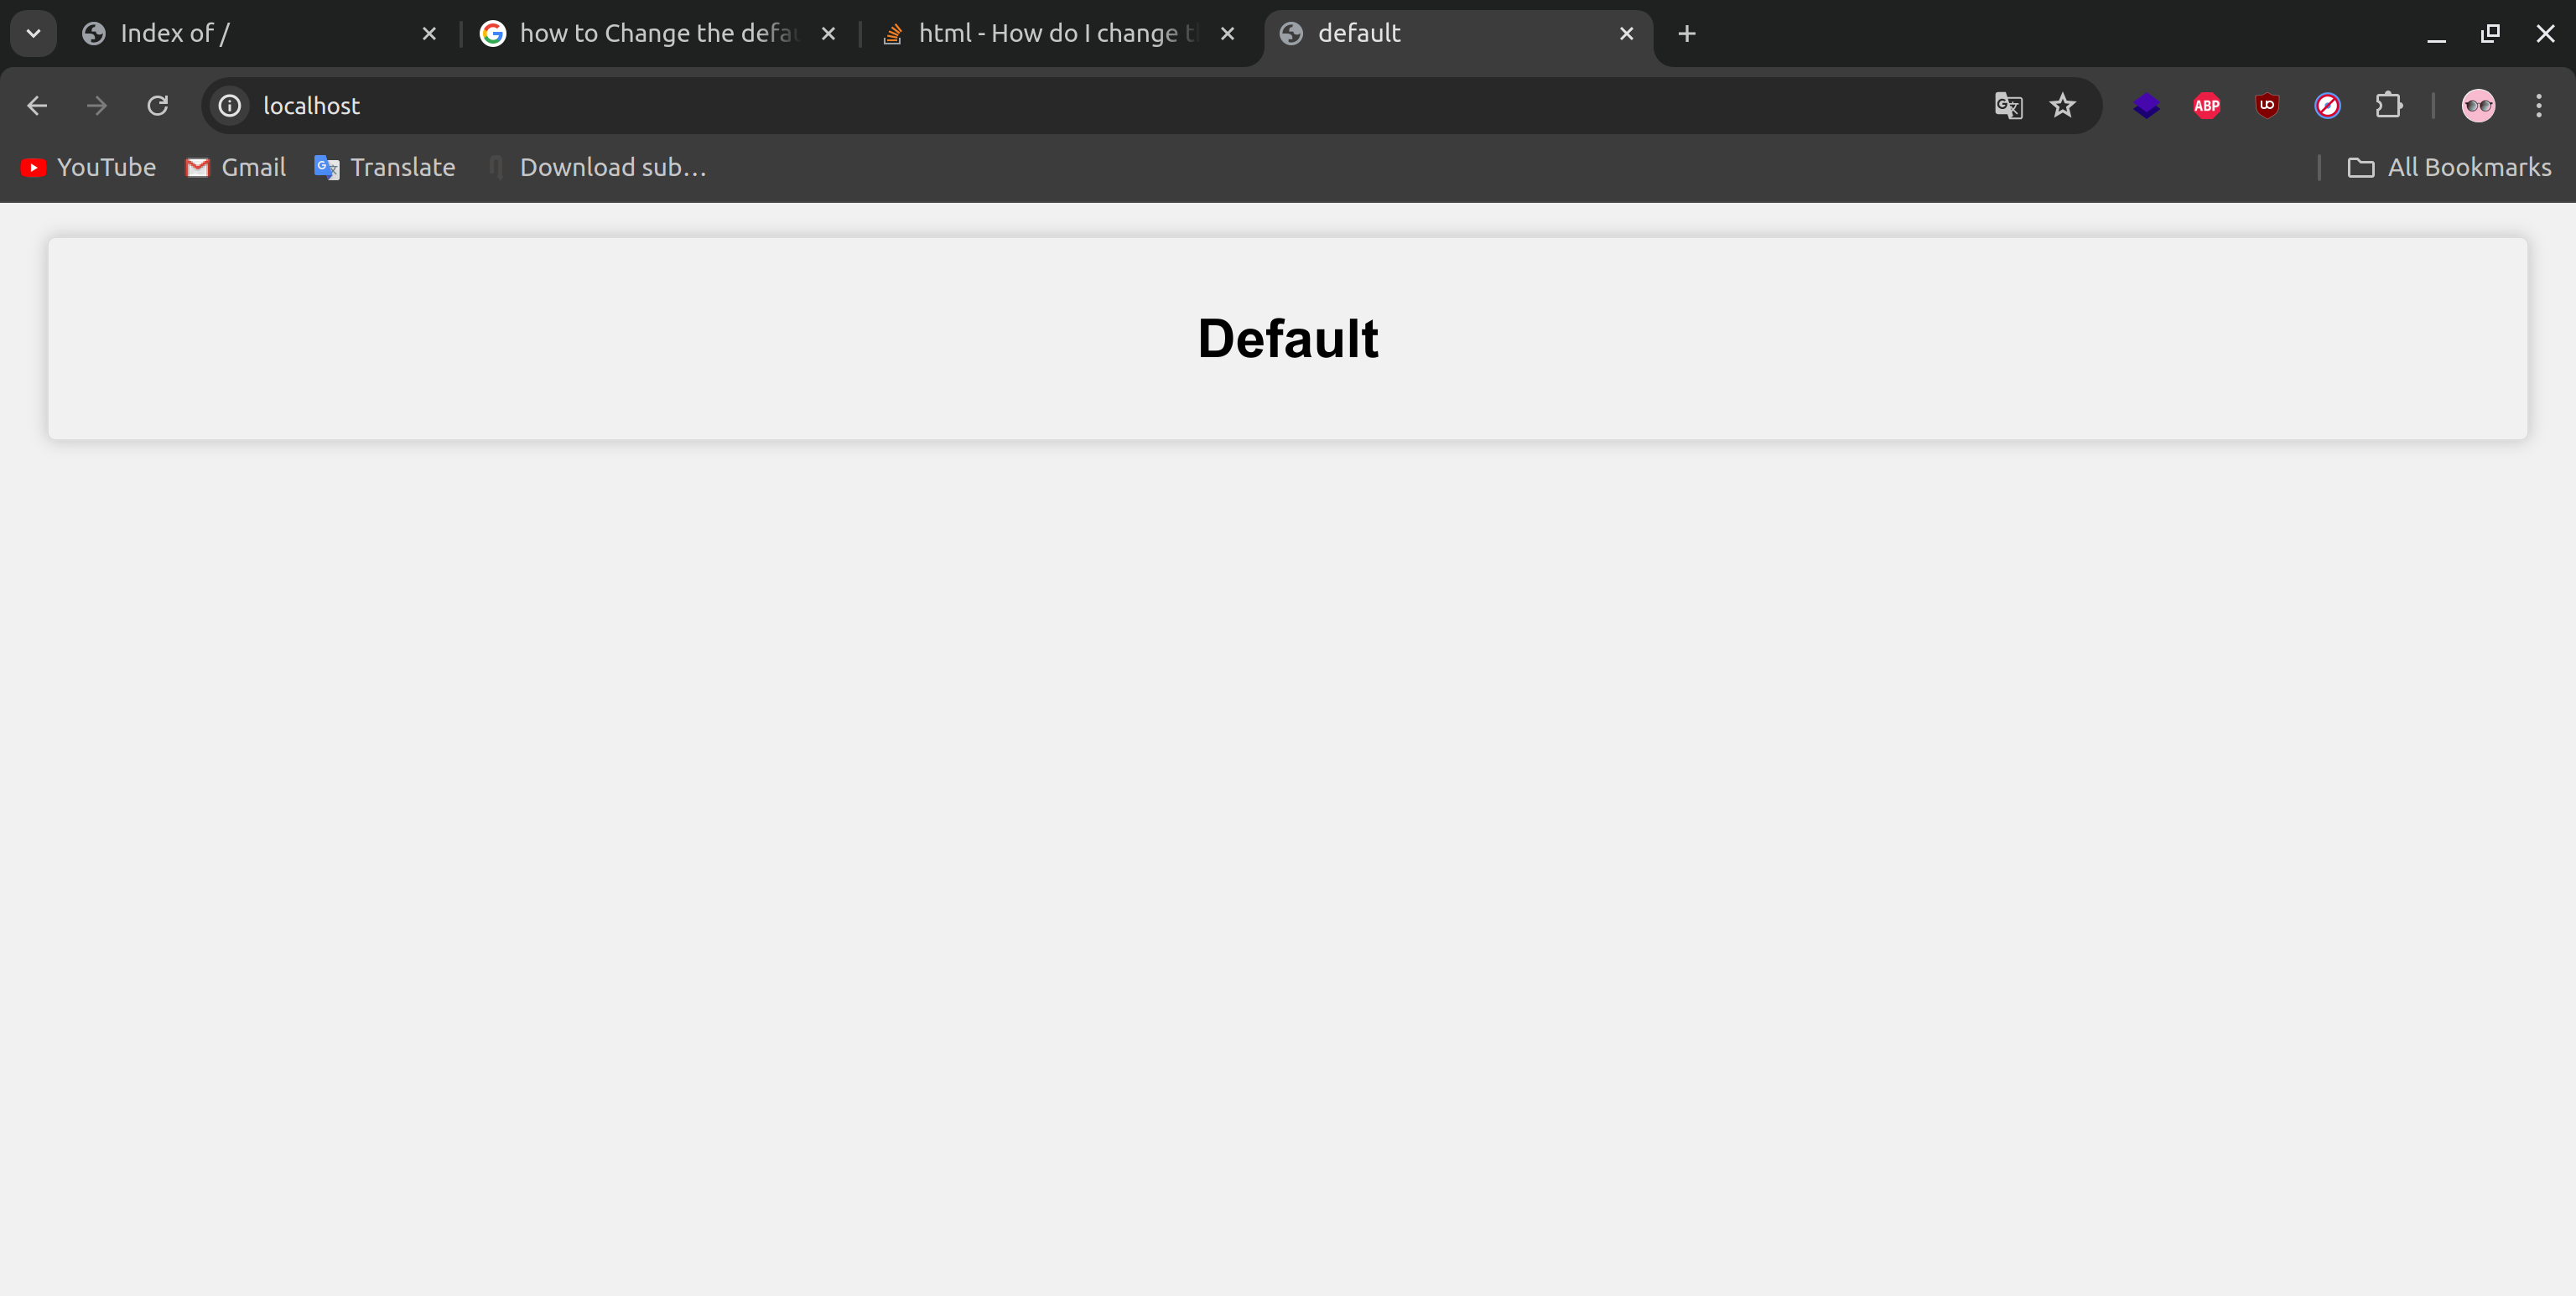 Index of /
how to Change the defau
html - How do I change t
default
localhost
ABP
YouTube
Gmail
Translate
Download sub...
All Bookmarks
Default